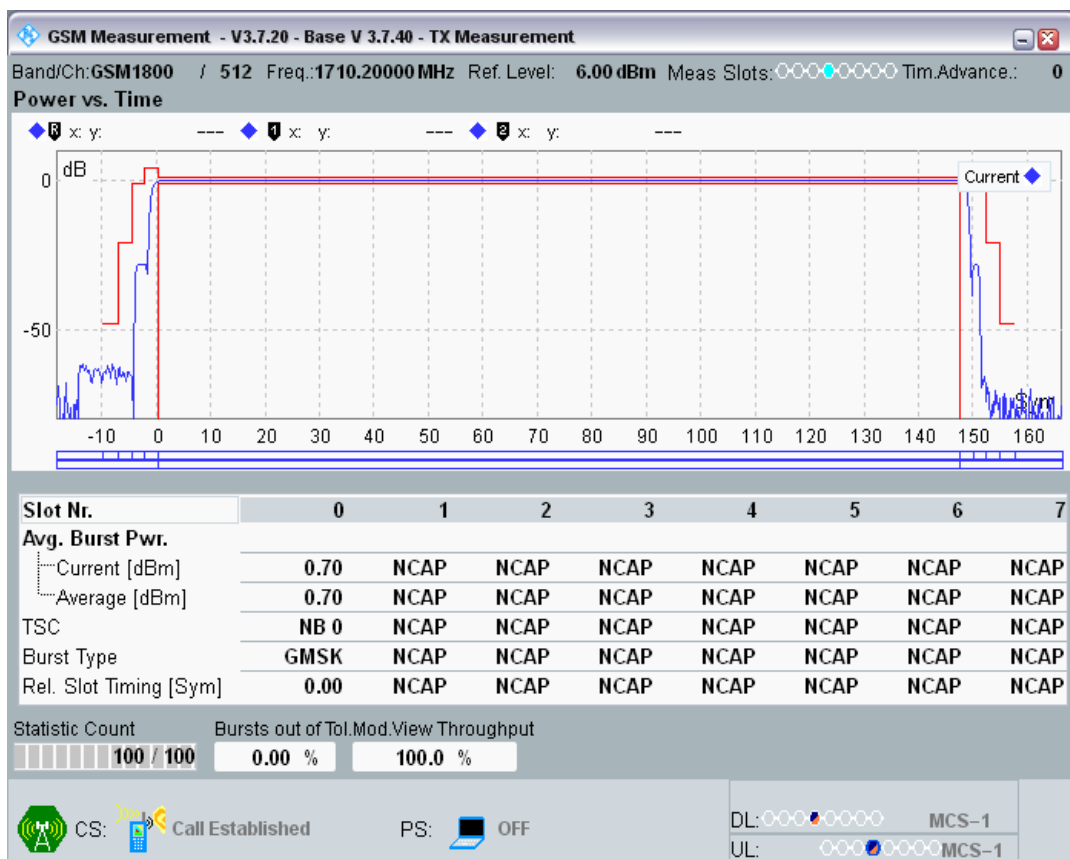 GSM Measurement - V3.7.20 - Base V 3.7.40 - TX Measurement
Band/Ch:GSM1800 / 512 Freq.:1710.20000 MHz Ref. Level: 6.00 dBm Meas Slots: Tim.Advance.: 0
Power vs. Time
R x: y: --- 1 x: y: --- 2 x: y: ---
dB
Current
0
-50
Sym
-10 0 10 20 30 40 50 60 70 80 90 100 110 120 130 140 150 160
Slot Nr. 0 1 2 3 4 5 6 7
Avg. Burst Pwr.
Current [dBm] 0.70 NCAP NCAP NCAP NCAP NCAP NCAP NCAP
Average [dBm] 0.70 NCAP NCAP NCAP NCAP NCAP NCAP NCAP
TSC NB 0 NCAP NCAP NCAP NCAP NCAP NCAP NCAP
Burst Type GMSK NCAP NCAP NCAP NCAP NCAP NCAP NCAP
Rel. Slot Timing [Sym] 0.00 NCAP NCAP NCAP NCAP NCAP NCAP NCAP
Statistic Count Bursts out of Tol.Mod.View Throughput
100 / 100 0.00 % 100.0 %
CS: Call Established PS: OFF
DL: MCS-1
UL: MCS-1